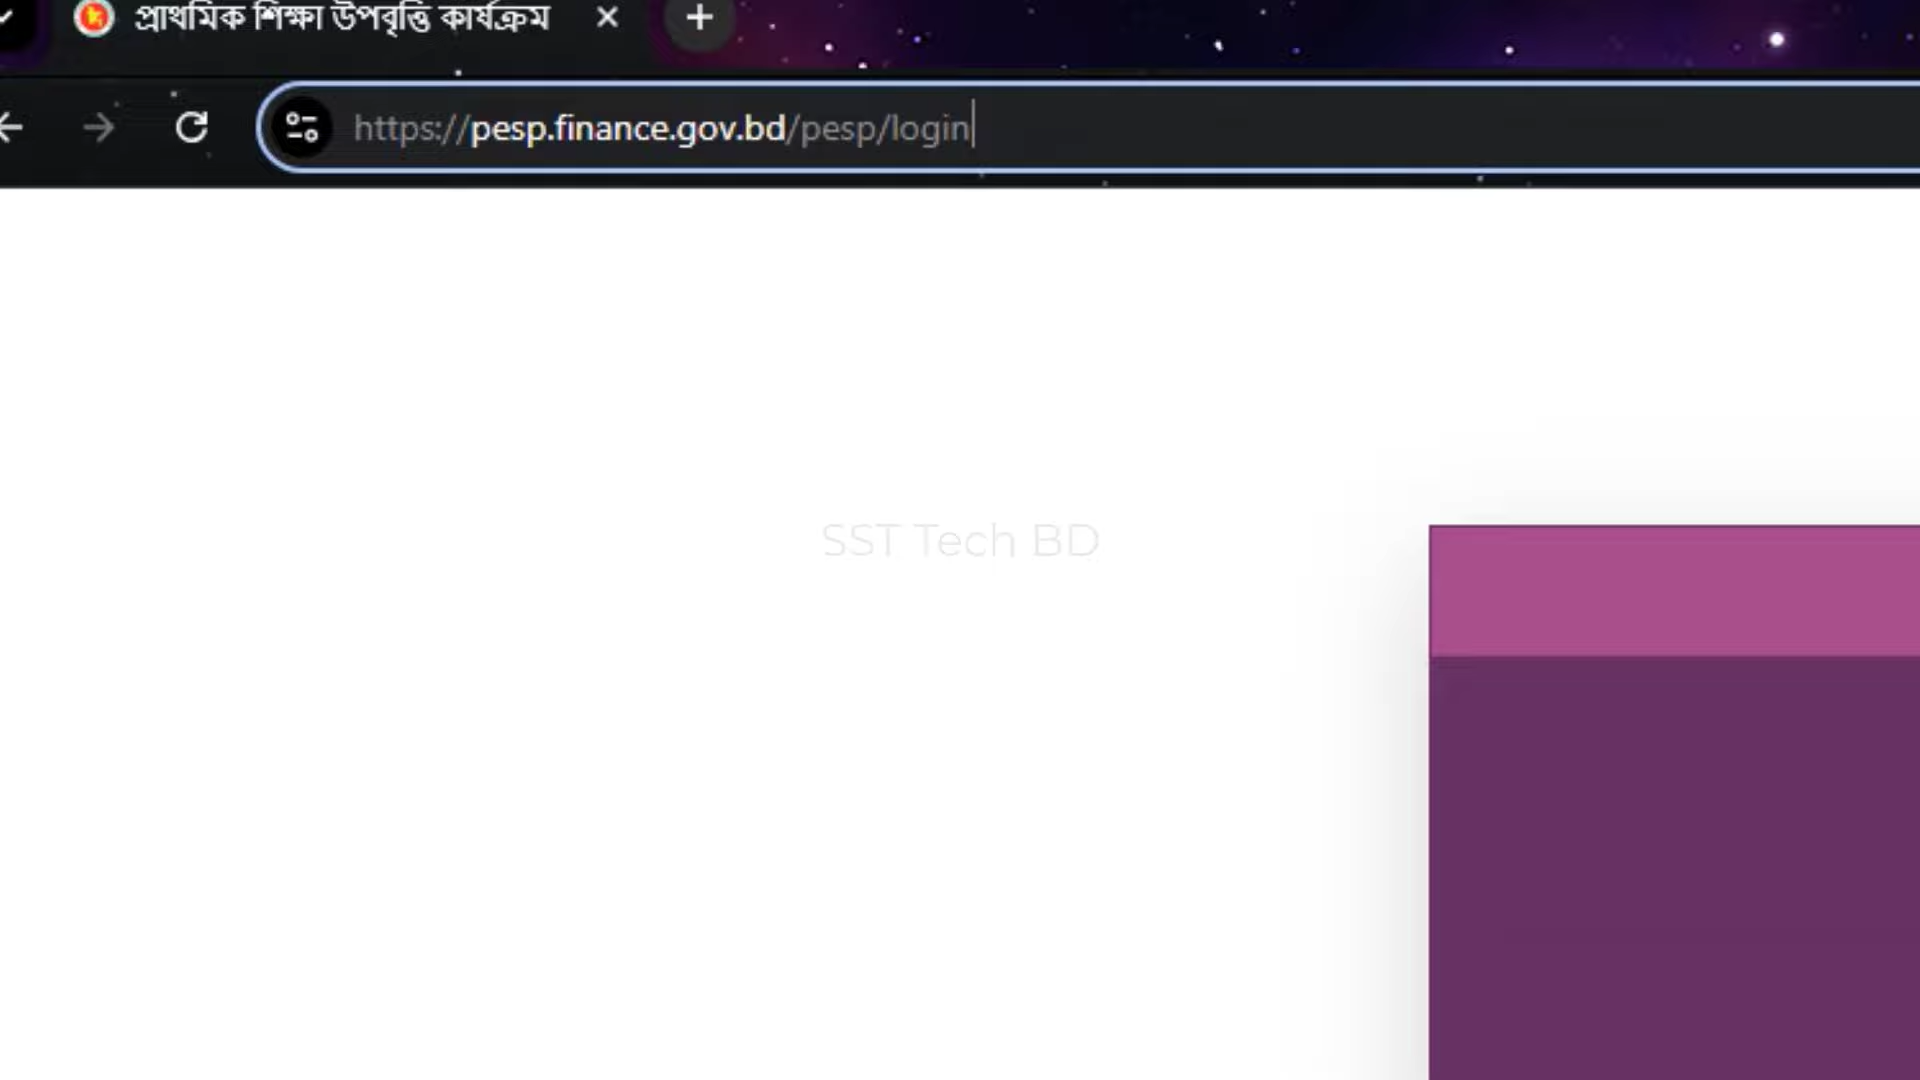 প্রাথমিক শিক্ষা উপবৃত্তি কার্যক্রম
https://pesp.finance.gov.bd/pesp/login
SST Tech BD